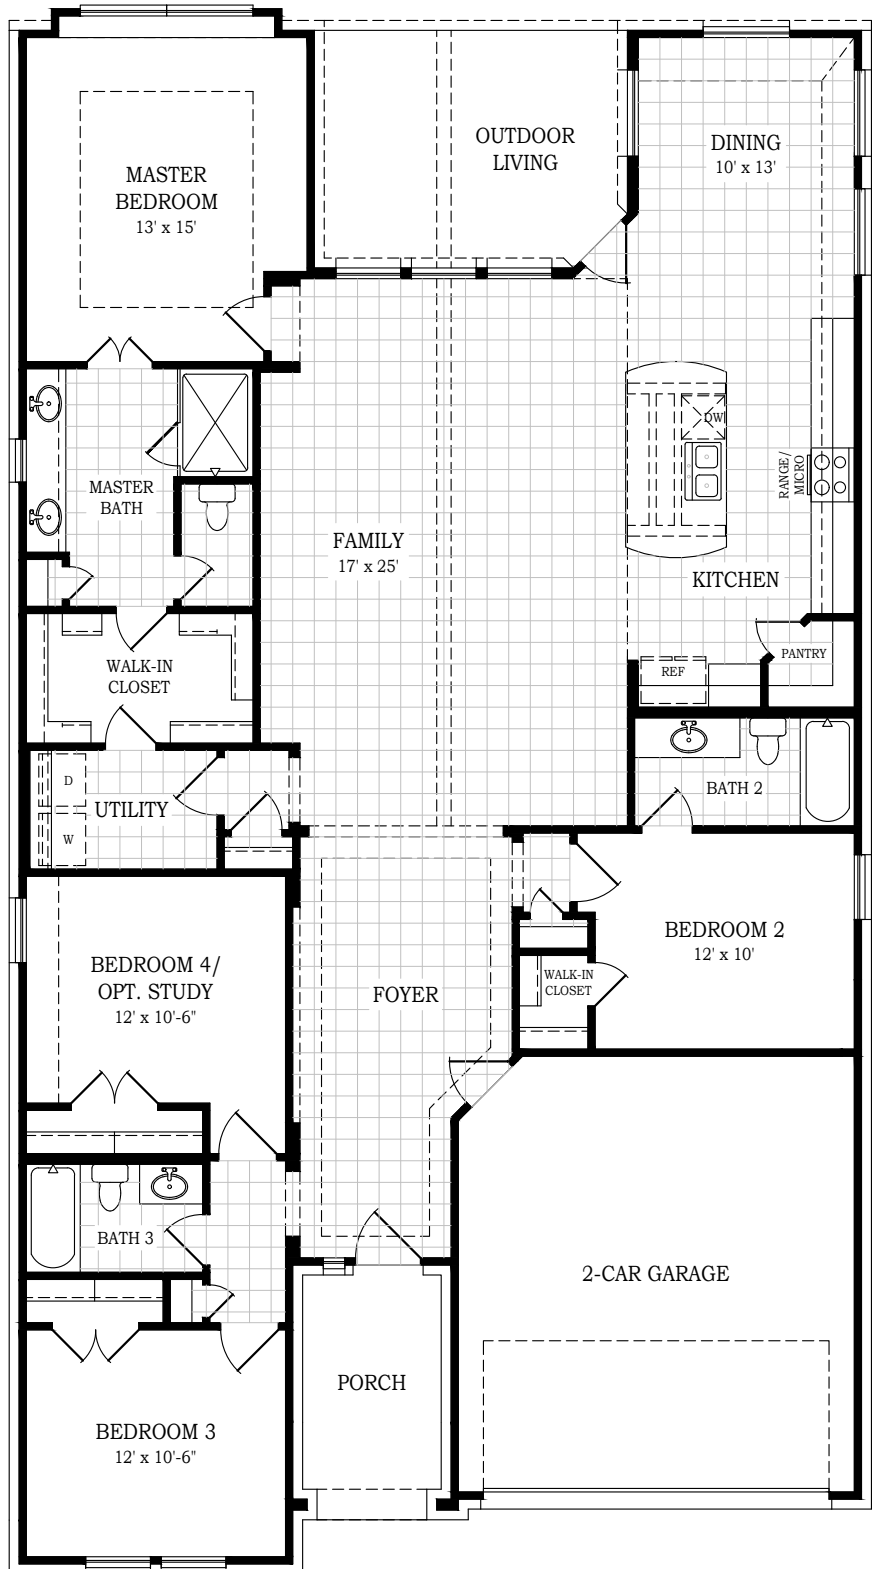 OUTDOOR
LIVING
DINING
10' x 13'
MASTER
BEDROOM
13' x 15'
DW
RANGE/
MICRO
MASTER
BATH
FAMILY
17' x 25'
KITCHEN
WALK-IN
CLOSET
PANTRY
REF
D
W
UTILITY
BATH 2
BEDROOM 2
12' x 10'
BEDROOM 4/
OPT. STUDY
12' x 10'-6"
WALK-IN
CLOSET
FOYER
BATH 3
2-CAR GARAGE
PORCH
BEDROOM 3
12' x 10'-6"